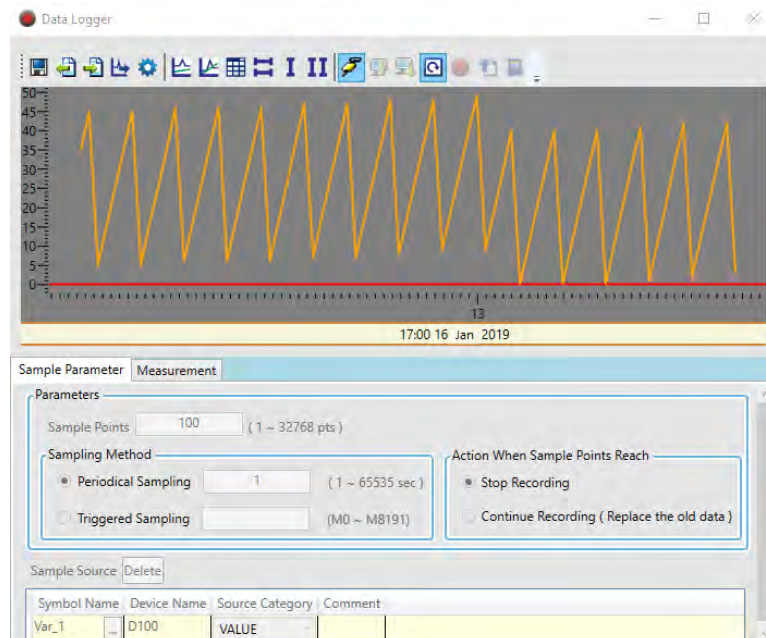 Data Logger
50
45
40
35
30
25
20
15
10
5
0
13
17:00 16 Jan 2019
Sample Parameter Measurement
Parameters
Sample Points 100 ( 1 ~ 32768 pts )
Sampling Method
Periodical Sampling 1 ( 1 ~ 65535 sec )
Triggered Sampling (M0 ~ M8191)
Action When Sample Points Reach
Stop Recording
Continue Recording ( Replace the old data )
Sample Source Delete
Symbol Name Device Name Source Category Comment
Var_1 ... D100 VALUE